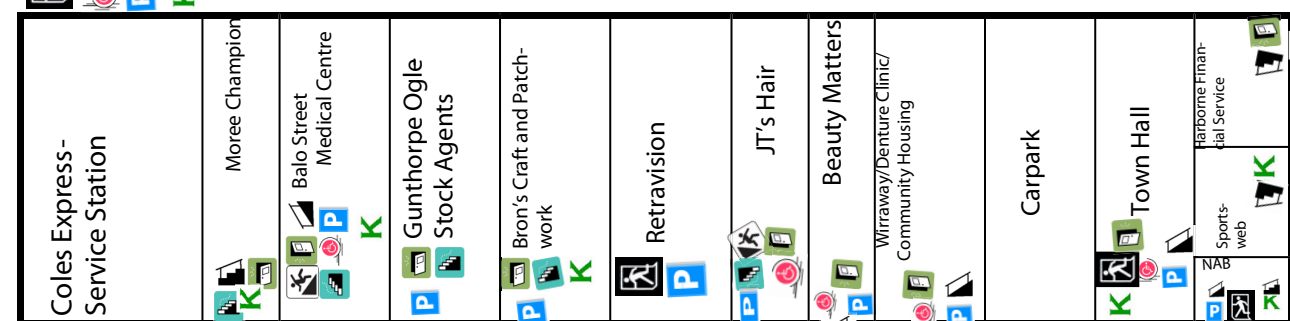 Coles Express-
Service Station
Moree Champion
K
Balo Street
Medical Centre
P
K
Gunthorpe Ogle
Stock Agents
P
Bron's Craft and Patch-
work
K
P
Retravision
P
JT's Hair
P
Beauty Matters
P
Wirraway/Denture Clinic/
Community Housing
P
Carpark
Town Hall
P
K
Harborne Finan-
cial Service
K
Sports-
web
NAB
P
K